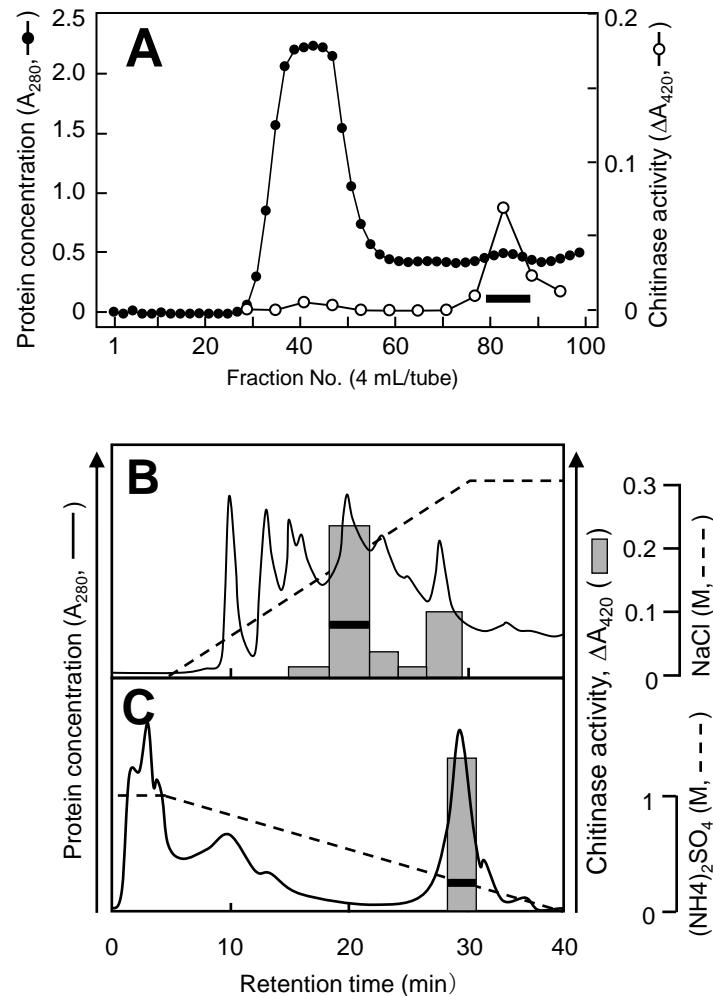 A
Protein concentration (A280, )
2.5
2.0
1.5
1.0
0.5
0
0.2
0.1
0
Chitinase activity (ΔA420, )
1 20 40 60 80 100
Fraction No. (4 mL/tube)
B
Protein concentration (A280, )
Chitinase activity, ΔA420 ( )
0.3
0.2
0.1
0
NaCl (M, ----)
C
1
0
(NH4)2SO4 (M, ----)
0 10 20 30 40
Retention time (min)